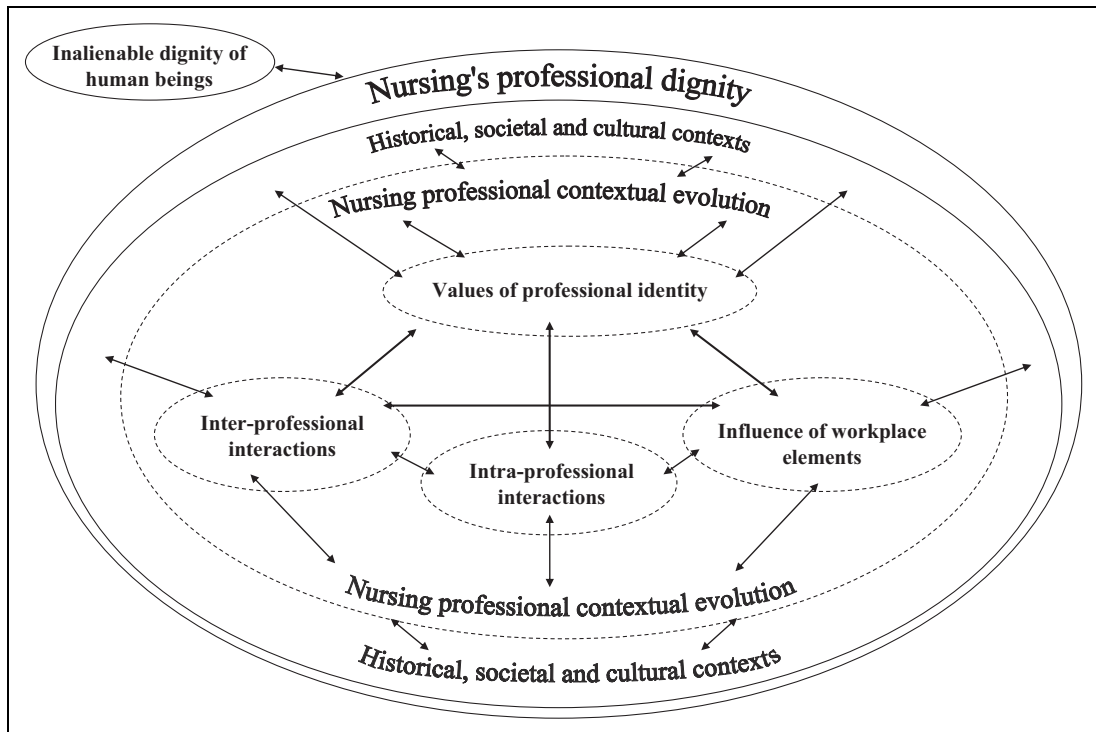 Inalienable dignity of
human beings
Nursing's professional dignity
Historical, societal and cultural contexts
Nursing professional contextual evolution
Values of professional identity
Inter-professional
interactions
Intra-professional
interactions
Influence of workplace
elements
Nursing professional contextual evolution
Historical, societal and cultural contexts